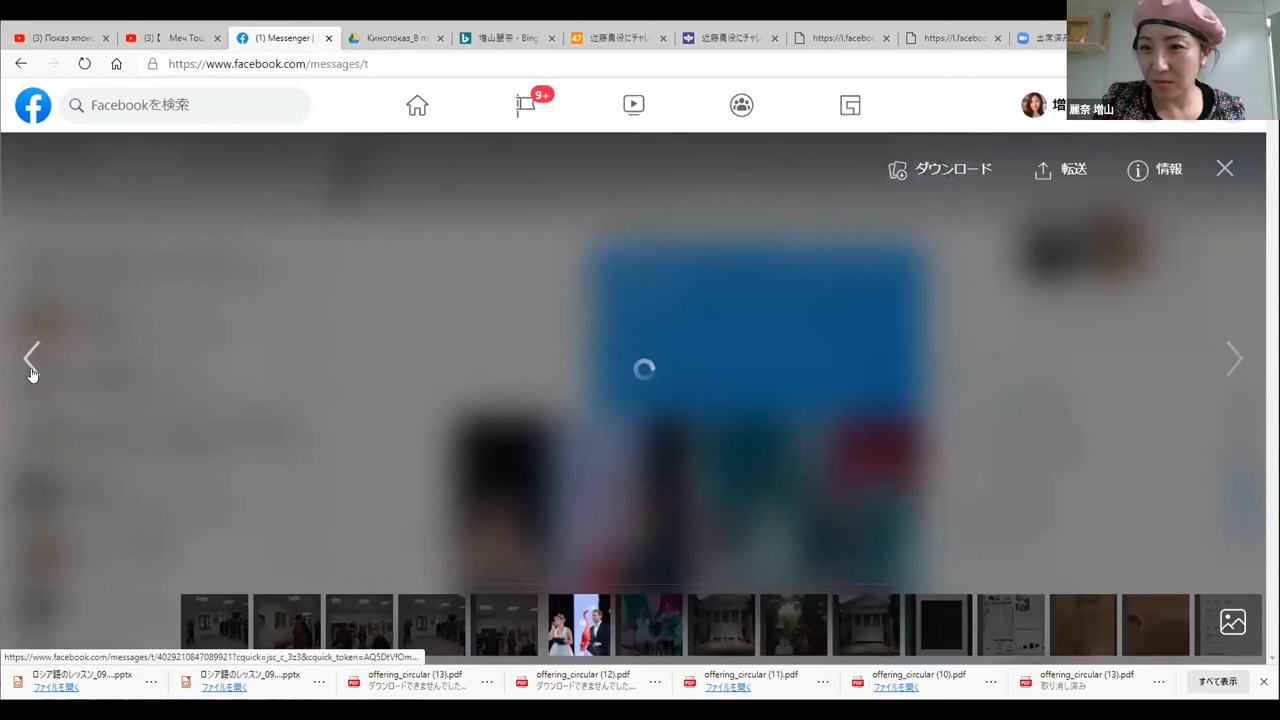 (3) Показ япон
(3) 【 Меч Тош
(1) Messenger |
Кинопоказ_В пл
増山麗奈 - Bing
近藤勇役にチャレ
近藤勇役にチャレ
https://l.facebo
https://l.facebo
出席済み
https://www.facebook.com/messages/t
Facebookを検索
9+
増
麗奈 増山
ダウンロード
転送
情報
https://www.facebook.com/messages/t/4029210847089921?cquick=jsc_c_3z3&cquick_token=AQ5DtVfOm...
ロシア語のレッスン_09....pptx
ファイルを開く
ロシア語のレッスン_09....pptx
ファイルを開く
offering_circular (13).pdf
ダウンロードできませんでした...
offering_circular (12).pdf
ダウンロードできませんでした...
offering_circular (11).pdf
ファイルを開く
offering_circular (10).pdf
ファイルを開く
offering_circular (13).pdf
取り消し済み
すべて表示